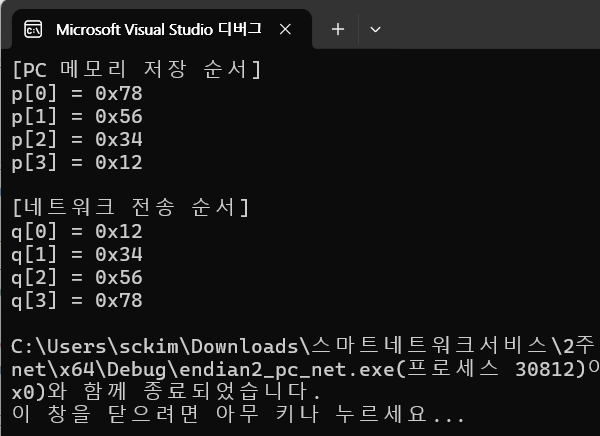 Microsoft Visual Studio 디버그
[PC 메모리 저장 순서]
p[0] = 0x78
p[1] = 0x56
p[2] = 0x34
p[3] = 0x12
[네트워크 전송 순서]
q[0] = 0x12
q[1] = 0x34
q[2] = 0x56
q[3] = 0x78
C:\Users\sckim\Downloads\스마트네트워크서비스\2주
net\x64\Debug\endian2_pc_net.exe(프로세스 30812)이
x0)와 함께 종료되었습니다.
이 창을 닫으려면 아무 키나 누르세요...